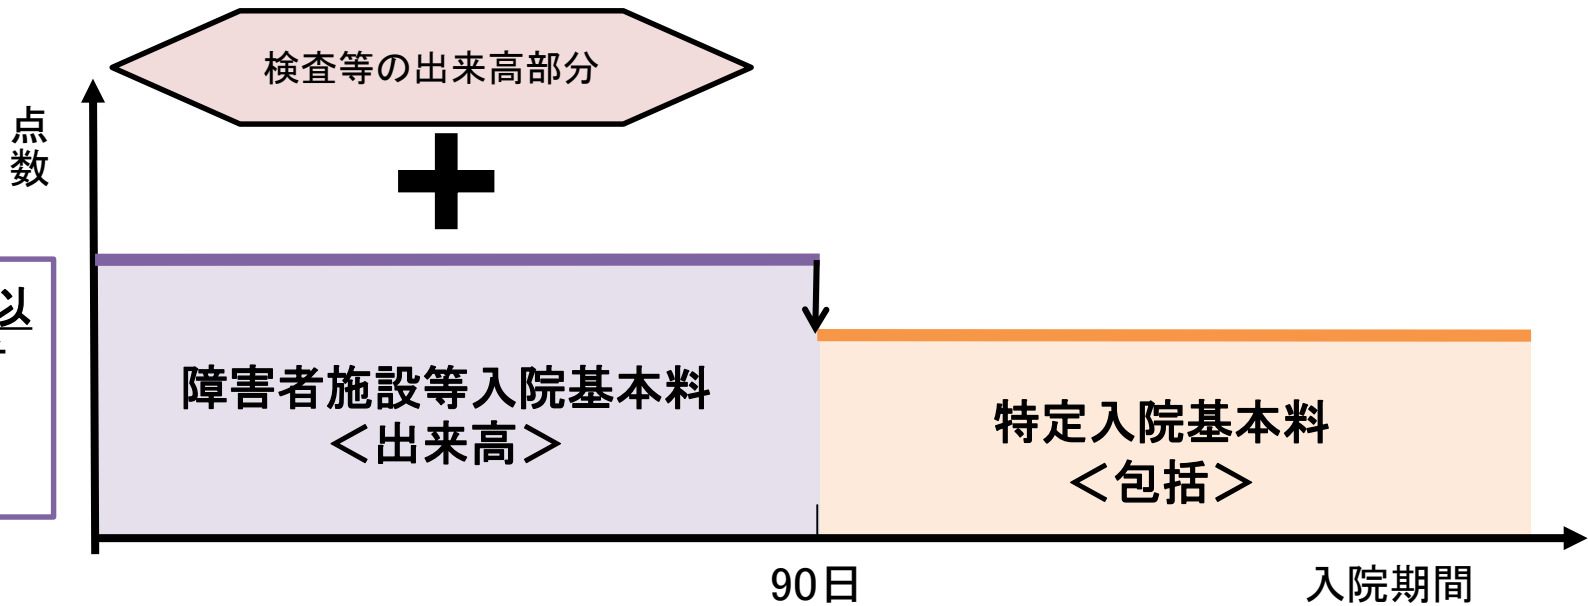 検査等の出来高部分
点
数
以
障害者施設等入院基本料
＜出来高＞
特定入院基本料
＜包括＞
90日
入院期間